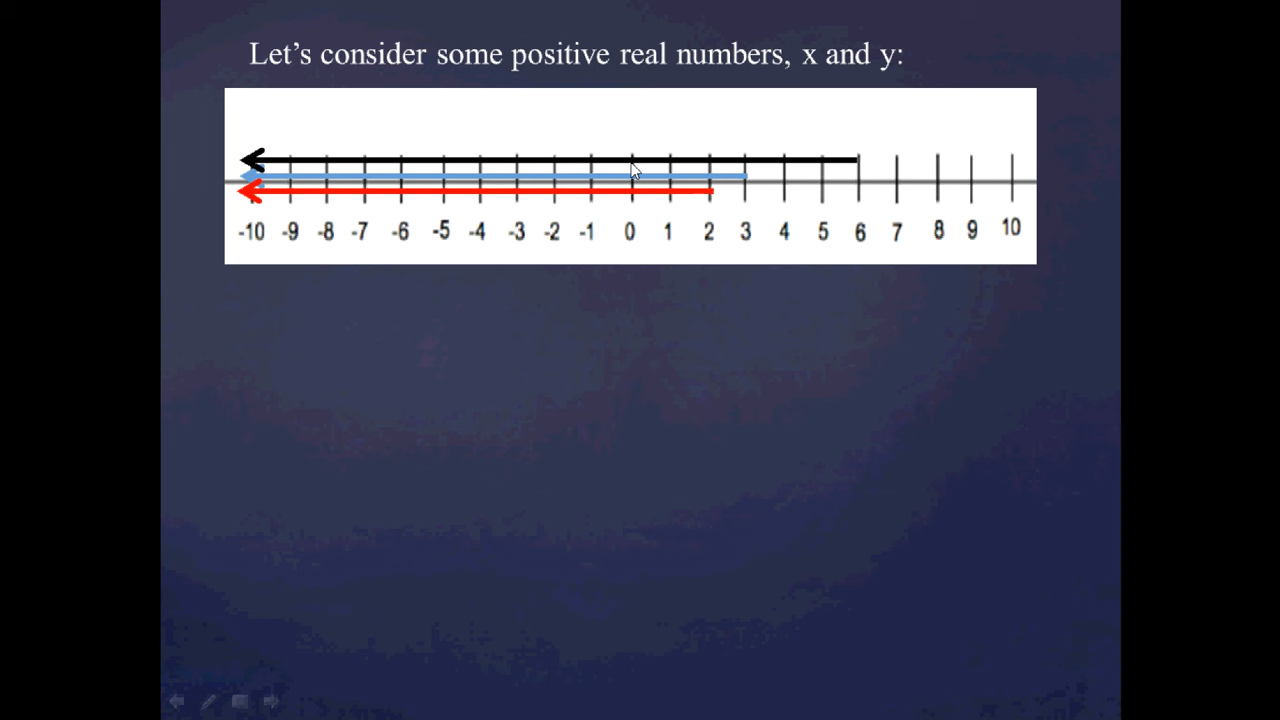 Let’s consider some positive real numbers, x and y:
-10 -9 -8 -7 -6 -5 -4 -3 -2 -1 0 1 2 3 4 5 6 7 8 9 10